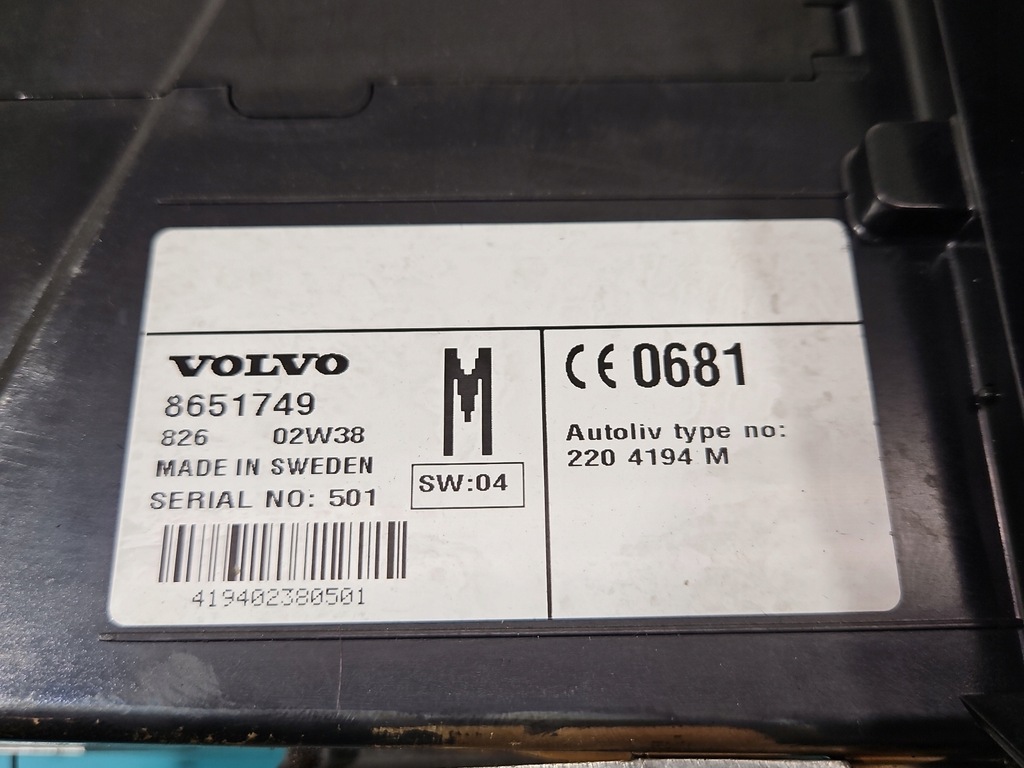 VOLVO
8651749
826 02W38
MADE IN SWEDEN
SERIAL NO: 501
419402380501
M
SW:04
CE 0681
Autoliv type no:
220 4194 M